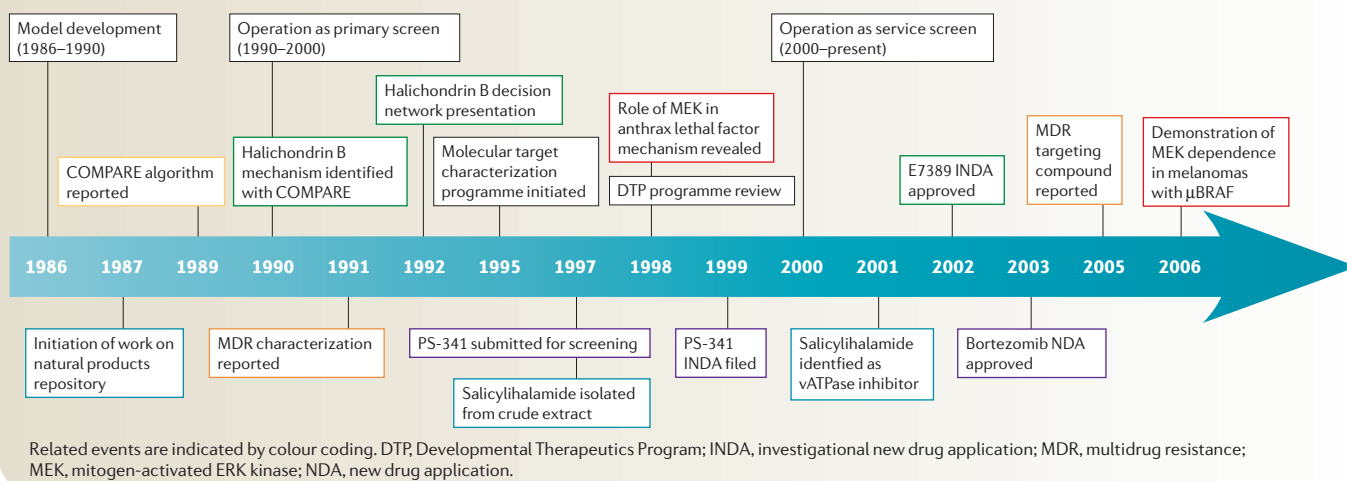 Model development
(1986–1990)
Operation as primary screen
(1990–2000)
Operation as service screen
(2000–present)
Halichondrin B decision
network presentation
Role of MEK in
anthrax lethal factor
mechanism revealed
MDR
targeting
compound
reported
Demonstration of
MEK dependence
in melanomas
with µBRAF
COMPARE algorithm
reported
Halichondrin B
mechanism identified
with COMPARE
Molecular target
characterization
programme initiated
DTP programme review
E7389 INDA
approved
1986 1987 1989 1990 1991 1992 1995 1997 1998 1999 2000 2001 2002 2003 2005 2006
Initiation of work on
natural products
repository
MDR characterization
reported
PS-341 submitted for screening
Salicylihalamide isolated
from crude extract
PS-341
INDA filed
Salicylihalamide
identfied as
vATPase inhibitor
Bortezomib NDA
approved
Related events are indicated by colour coding. DTP, Developmental Therapeutics Program; INDA, investigational new drug application; MDR, multidrug resistance;
MEK, mitogen-activated ERK kinase; NDA, new drug application.